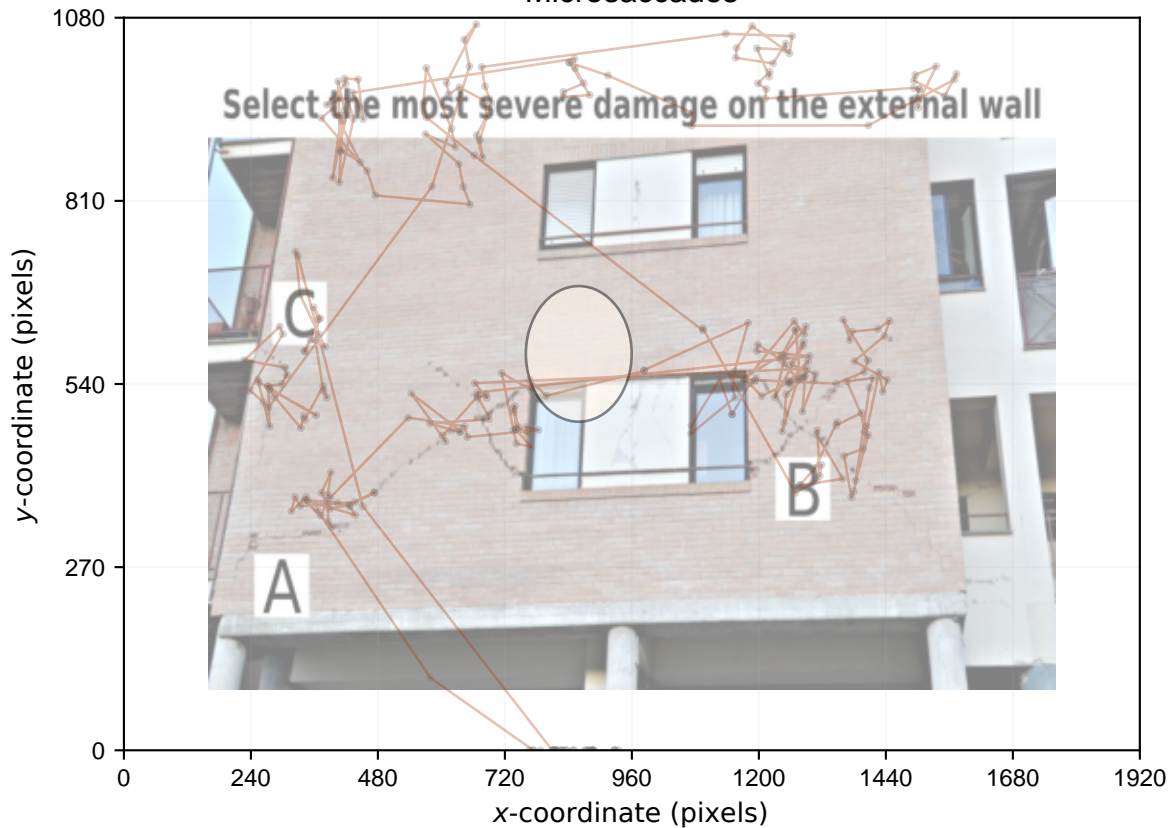 Microsaccades
1080
Select the most severe damage on the external wall
810
C
540
B
270
A
0
0 240 480 720 960 1200 1440 1680 1920
y-coordinate (pixels)
x-coordinate (pixels)